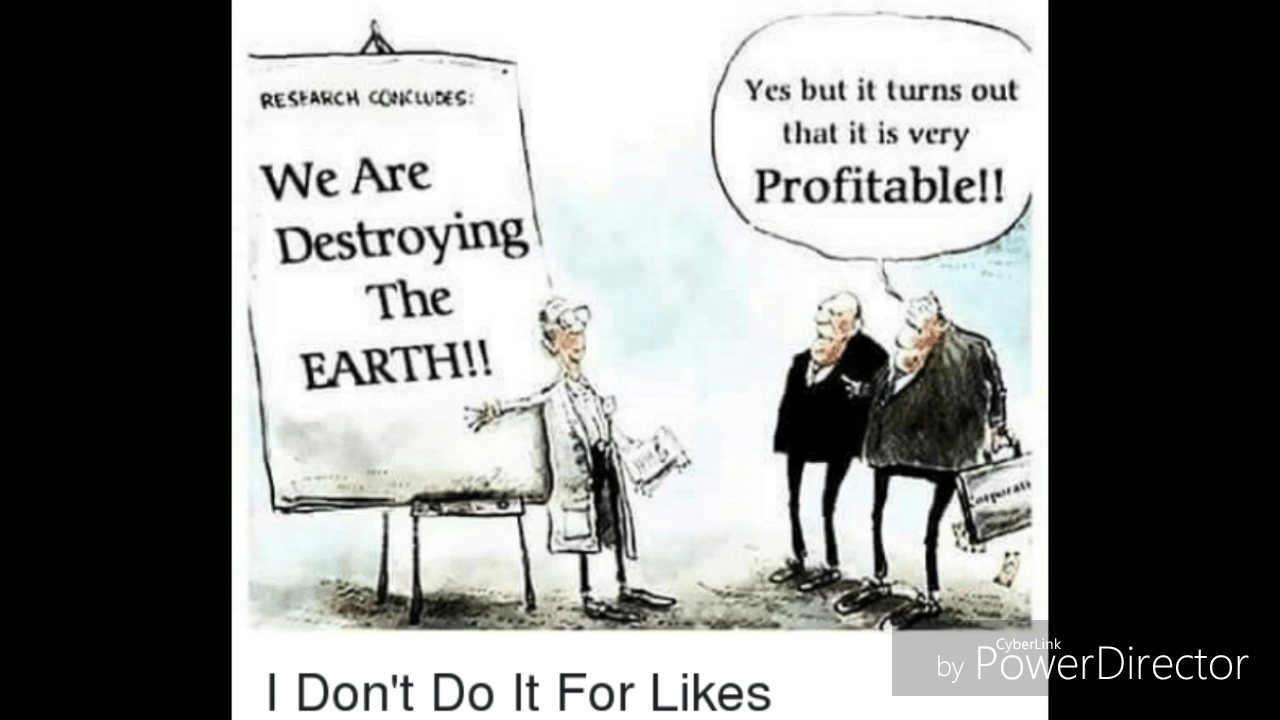 RESEARCH CONCLUDES:
We Are
Destroying
The
EARTH!!
Yes but it turns out
that it is very
Profitable!!
I Don't Do It For Likes
CyberLink
by PowerDirector